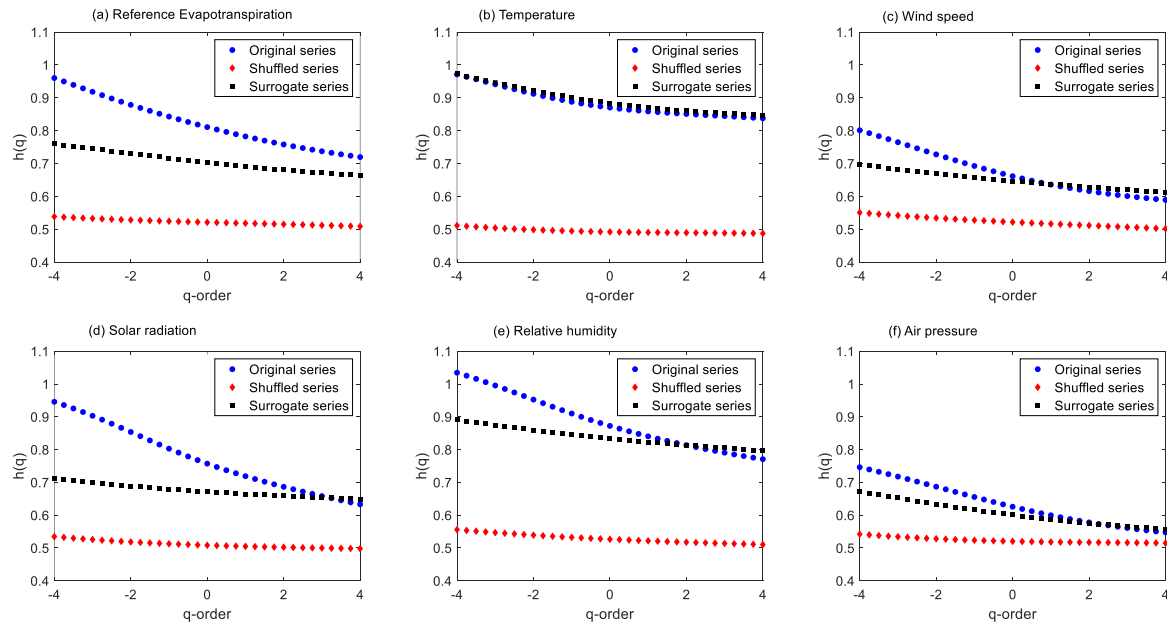 (a) Reference Evapotranspiration
1.1
1
0.9
0.8
0.7
0.6
0.5
0.4
h(q)
-4 -2 0 2 4
q-order
Original series
Shuffled series
Surrogate series
(b) Temperature
1.1
1
0.9
0.8
0.7
0.6
0.5
0.4
h(q)
-4 -2 0 2 4
q-order
Original series
Shuffled series
Surrogate series
(c) Wind speed
1.1
1
0.9
0.8
0.7
0.6
0.5
0.4
h(q)
-4 -2 0 2 4
q-order
Original series
Shuffled series
Surrogate series
(d) Solar radiation
1.1
1
0.9
0.8
0.7
0.6
0.5
0.4
h(q)
-4 -2 0 2 4
q-order
Original series
Shuffled series
Surrogate series
(e) Relative humidity
1.1
1
0.9
0.8
0.7
0.6
0.5
0.4
h(q)
-4 -2 0 2 4
q-order
Original series
Shuffled series
Surrogate series
(f) Air pressure
1.1
1
0.9
0.8
0.7
0.6
0.5
0.4
h(q)
-4 -2 0 2 4
q-order
Original series
Shuffled series
Surrogate series